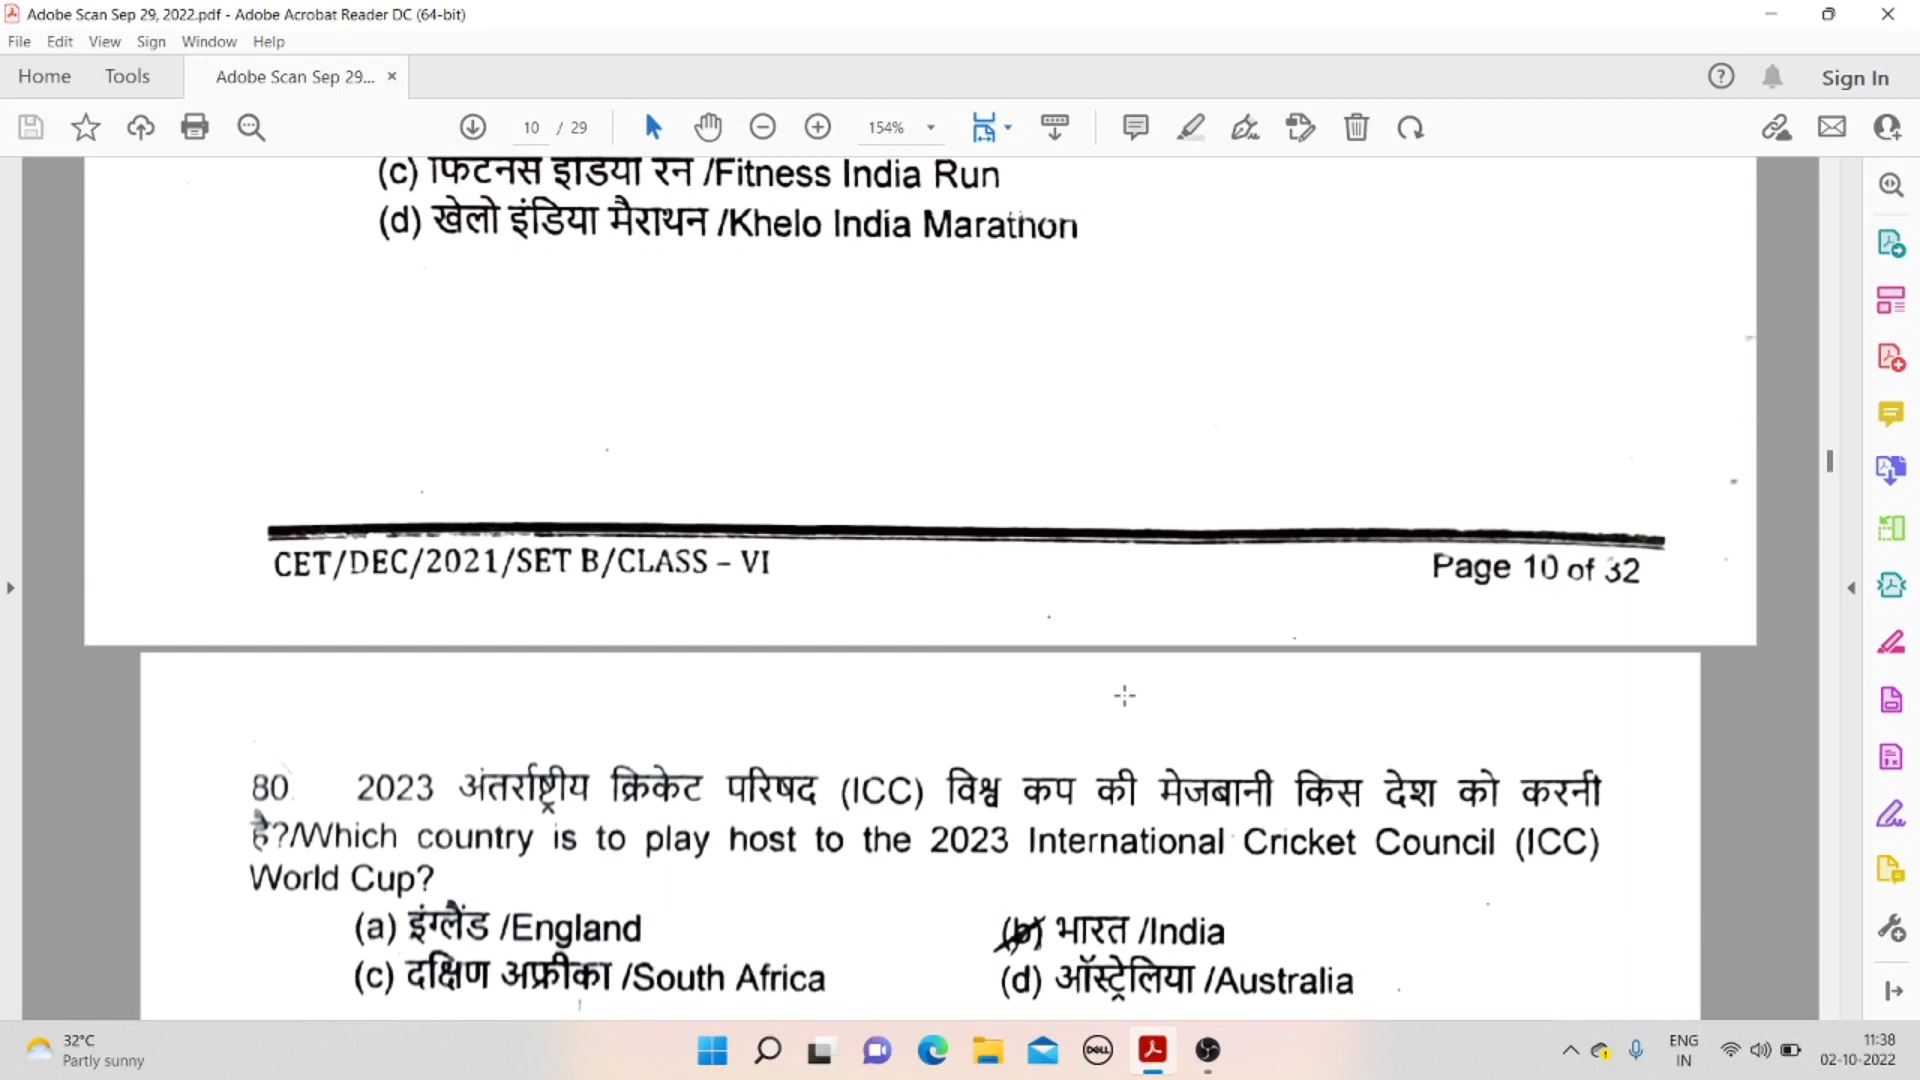 Adobe Scan Sep 29, 2022.pdf - Adobe Acrobat Reader DC (64-bit)
File Edit View Sign Window Help
Home Tools Adobe Scan Sep 29... × Sign In
10 / 29 154%
(c) फिटनेस इंडिया रन /Fitness India Run
(d) खेलो इंडिया मैराथन /Khelo India Marathon
CET/DEC/2021/SET B/CLASS – VI Page 10 of 32
80. 2023 अंतर्राष्ट्रीय क्रिकेट परिषद (ICC) विश्व कप की मेजबानी किस देश को करनी
है?/Which country is to play host to the 2023 International Cricket Council (ICC)
World Cup?
(a) इंग्लैंड /England (b) भारत /India
(c) दक्षिण अफ्रीका /South Africa (d) ऑस्ट्रेलिया /Australia
32°C
Partly sunny
DELL
ENG
IN
11:38
02-10-2022